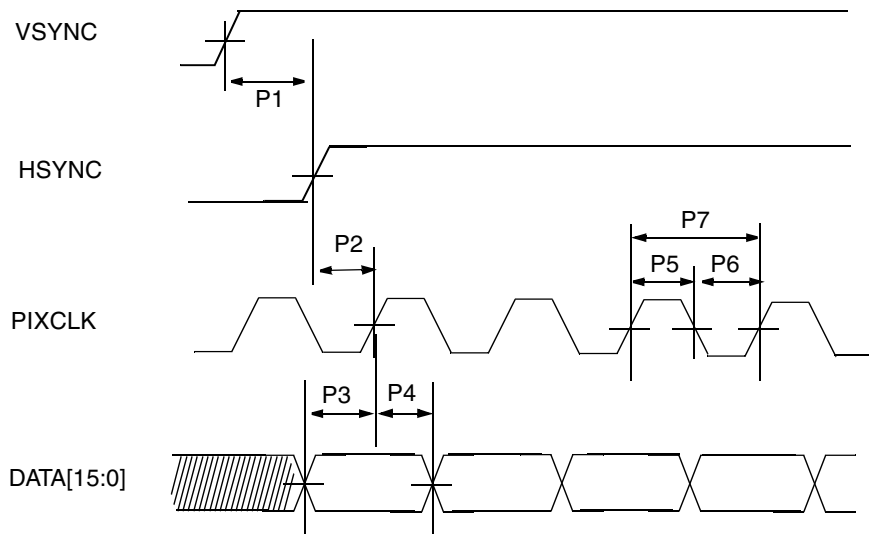 VSYNC
P1
HSYNC
P2
P7
P5 P6
PIXCLK
P3 P4
DATA[15:0]